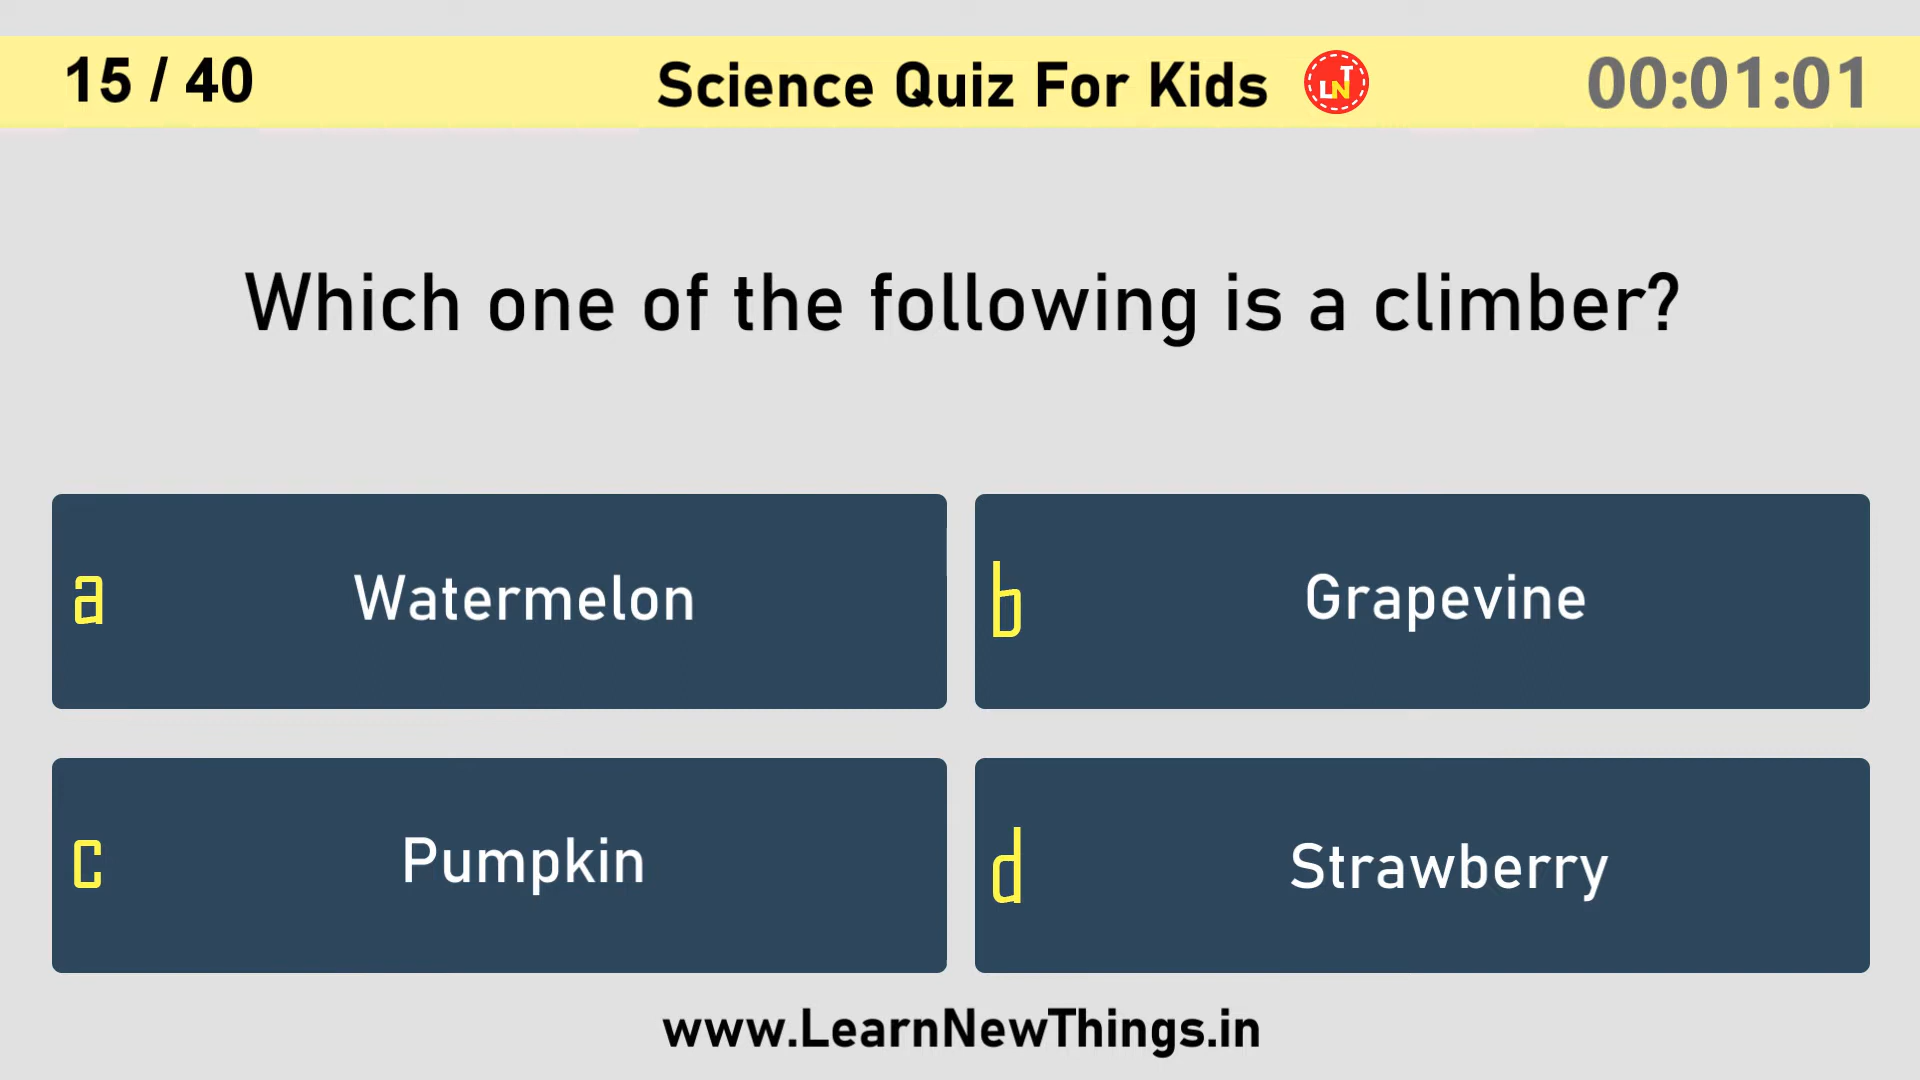 15 / 40
Science Quiz For Kids
LNT
00:01:01
Which one of the following is a climber?
a Watermelon
b Grapevine
c Pumpkin
d Strawberry
www.LearnNewThings.in